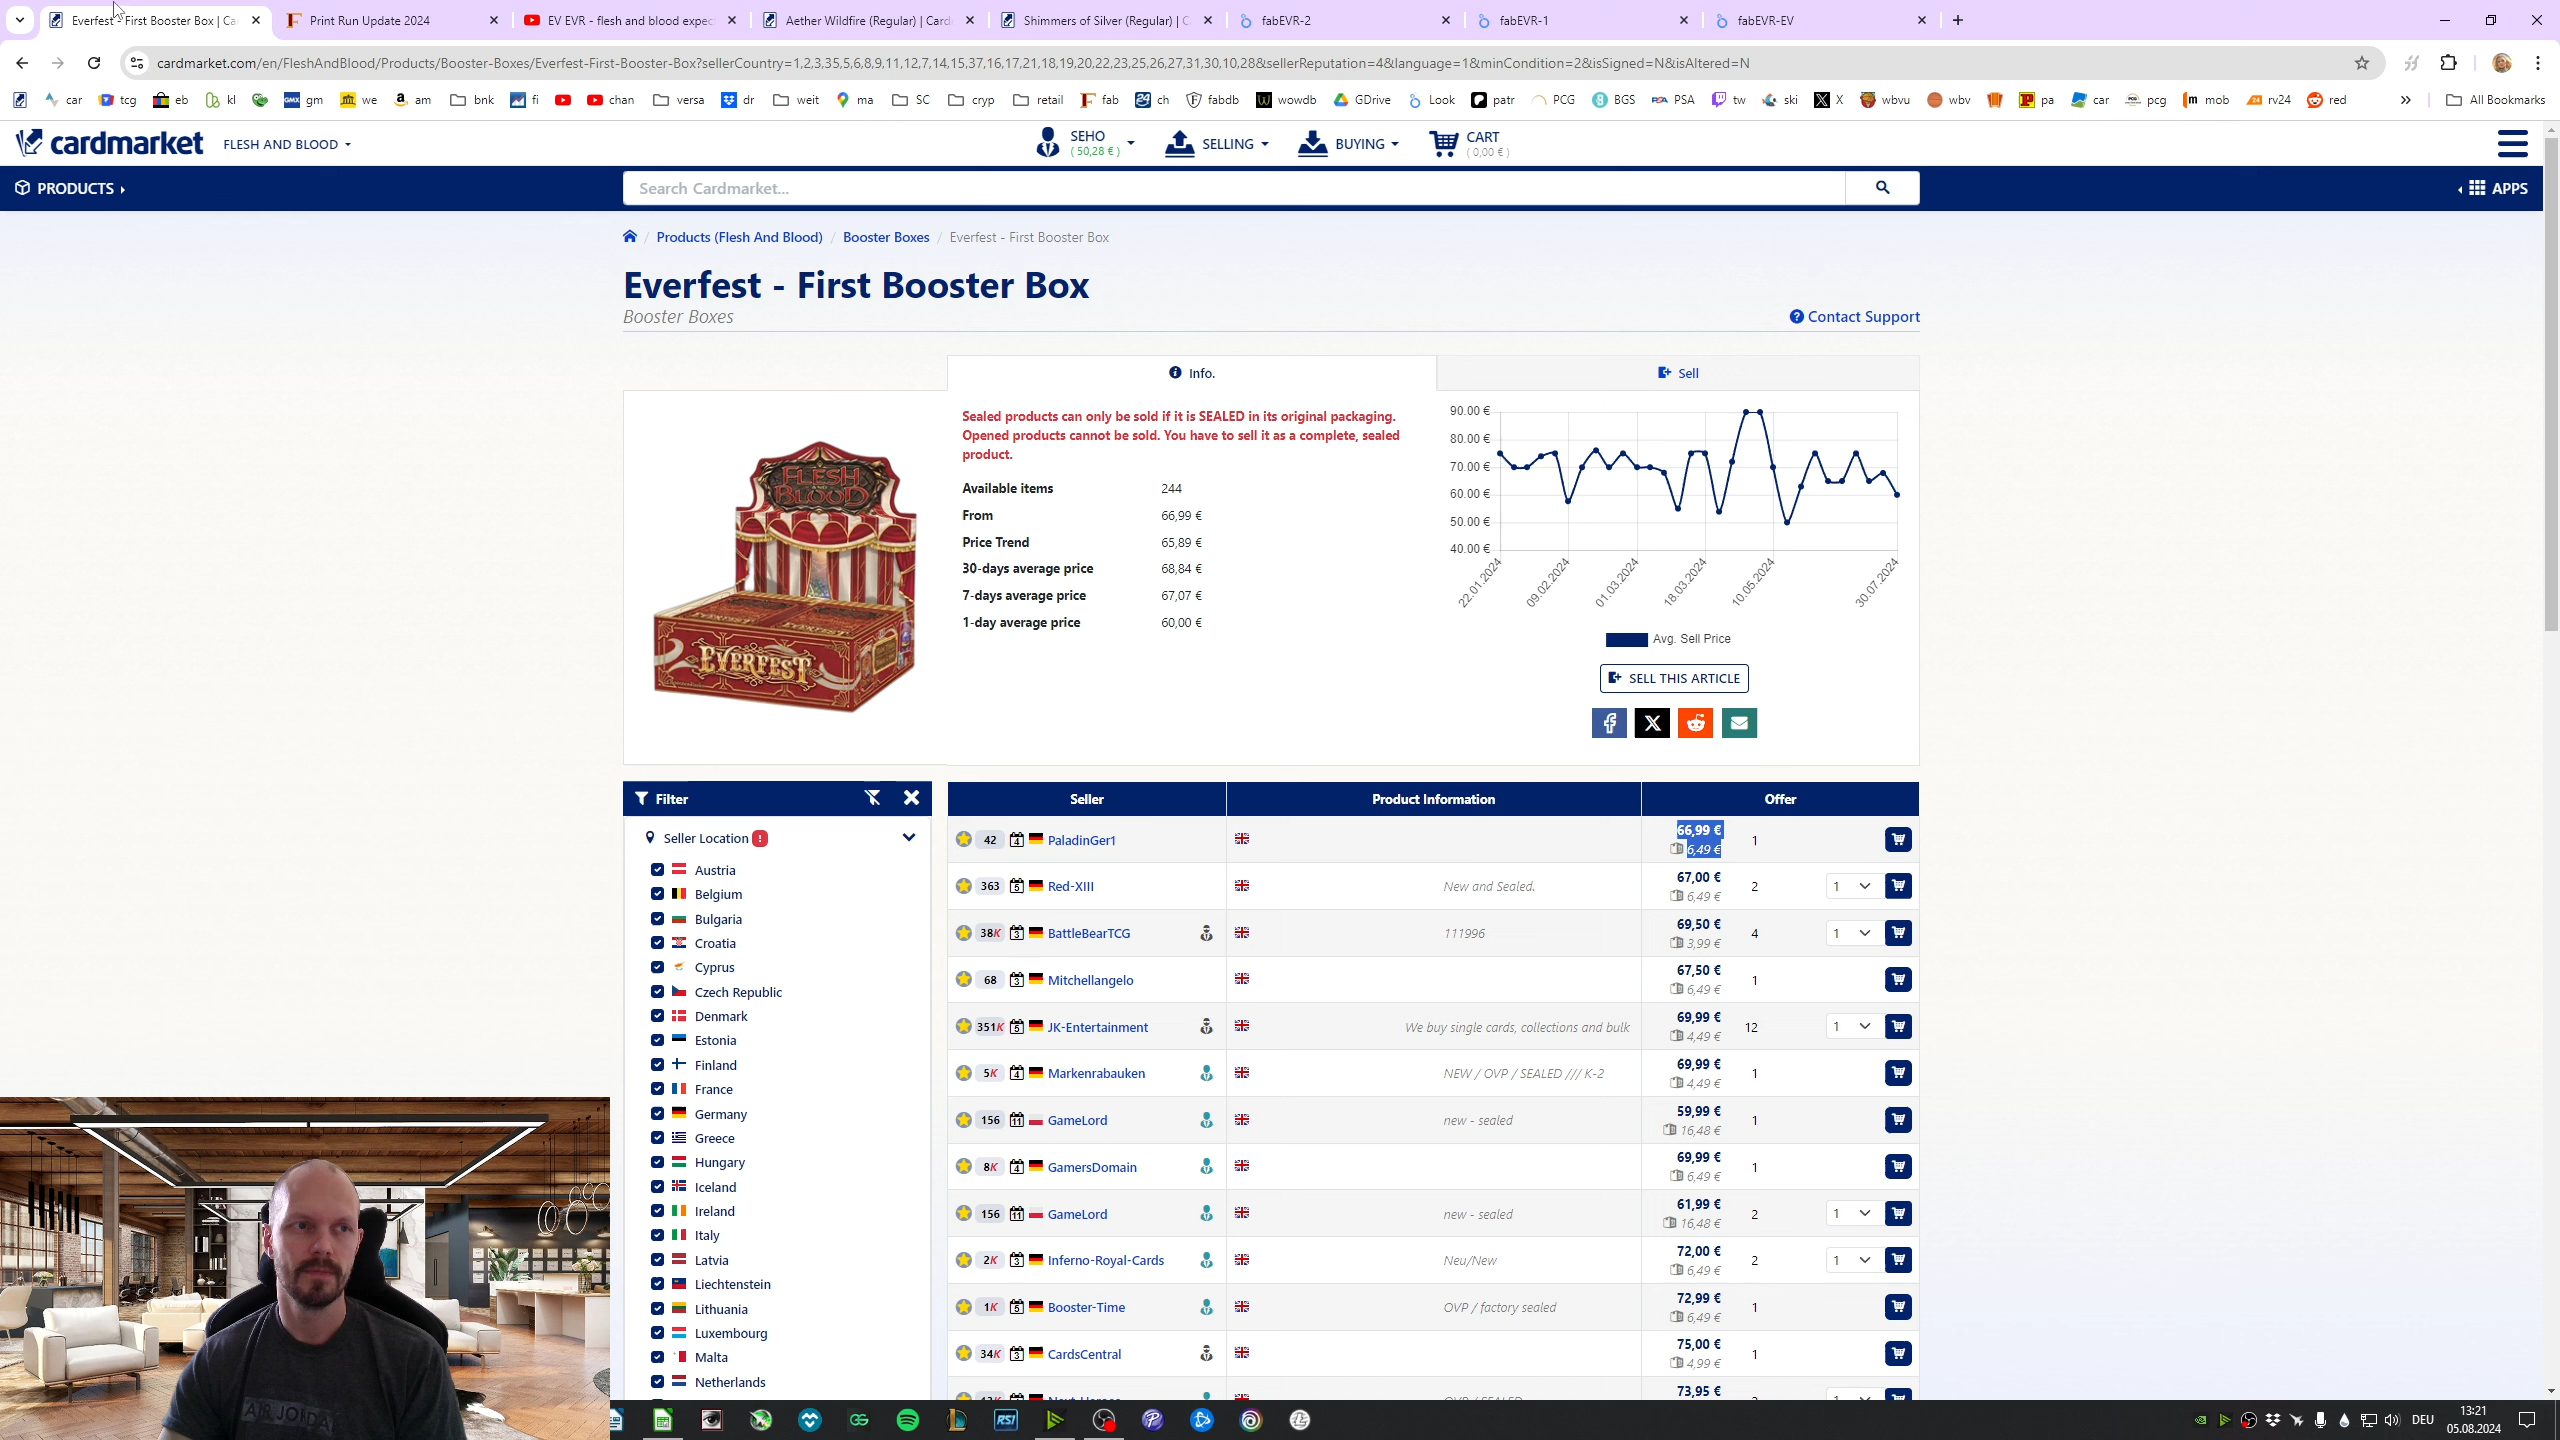 Everfest - First Booster Box | Ca
Print Run Update 2024
EV EVR - flesh and blood expec
Aether Wildfire (Regular) | Card
Shimmers of Silver (Regular) | C
fabEVR-2
fabEVR-1
fabEVR-EV
cardmarket.com/en/FleshAndBlood/Products/Booster-Boxes/Everfest-First-Booster-Box?sellerCountry=1,2,3,35,5,6,8,9,11,12,7,14,15,37,16,17,21,18,19,20,22,23,25,26,27,31,30,10,28&sellerReputation=4&language=1&minCondition=2&isSigned=N&isAltered=N
car tcg eb kl gm we am bnk fi chan versa dr weit ma SC cryp retail fab ch fabdb wowdb GDrive Look patr PCG BGS PSA tw ski X wbvu wbv pa car pcg mob rv24 red » All Bookmarks
cardmarket
FLESH AND BLOOD
SEHO
( 50,28 € )
SELLING
BUYING
CART
( 0,00 € )
PRODUCTS
Search Cardmarket...
APPS
/ Products (Flesh And Blood) / Booster Boxes / Everfest - First Booster Box
Everfest - First Booster Box
Booster Boxes
Contact Support
Info.
Sell
FLESH
AND
BLOOD
EVERFEST
Sealed products can only be sold if it is SEALED in its original packaging.
Opened products cannot be sold. You have to sell it as a complete, sealed
product.
Available items 244
From 66,99 €
Price Trend 65,89 €
30-days average price 68,84 €
7-days average price 67,07 €
1-day average price 60,00 €
90.00 €
80.00 €
70.00 €
60.00 €
50.00 €
40.00 €
22.01.2024
09.02.2024
01.03.2024
18.03.2024
10.05.2024
30.07.2024
Avg. Sell Price
SELL THIS ARTICLE
Filter
Seller Location !
Austria
Belgium
Bulgaria
Croatia
Cyprus
Czech Republic
Denmark
Estonia
Finland
France
Germany
Greece
Hungary
Iceland
Ireland
Italy
Latvia
Liechtenstein
Lithuania
Luxembourg
Malta
Netherlands
Seller Product Information Offer
42 4 PaladinGer1 66,99 € 1
6,49 €
363 5 Red-XIII New and Sealed. 67,00 € 2 1
6,49 €
38K 3 BattleBearTCG 111996 69,50 € 4 1
3,99 €
68 3 Mitchellangelo 67,50 € 1
6,49 €
351K 5 JK-Entertainment We buy single cards, collections and bulk 69,99 € 12 1
4,49 €
5K 4 Markenrabauken NEW / OVP / SEALED /// K-2 69,99 € 1
4,49 €
156 11 GameLord new - sealed 59,99 € 1
16,48 €
8K 4 GamersDomain 69,99 € 1
6,49 €
156 11 GameLord new - sealed 61,99 € 2 1
16,48 €
2K 3 Inferno-Royal-Cards Neu/New 72,00 € 2 1
6,49 €
1K 5 Booster-Time OVP / factory sealed 72,99 € 1
6,49 €
34K 3 CardsCentral 75,00 € 1
4,99 €
73,95 €
AIR JORDAN
RSI
DEU
13:21
05.08.2024